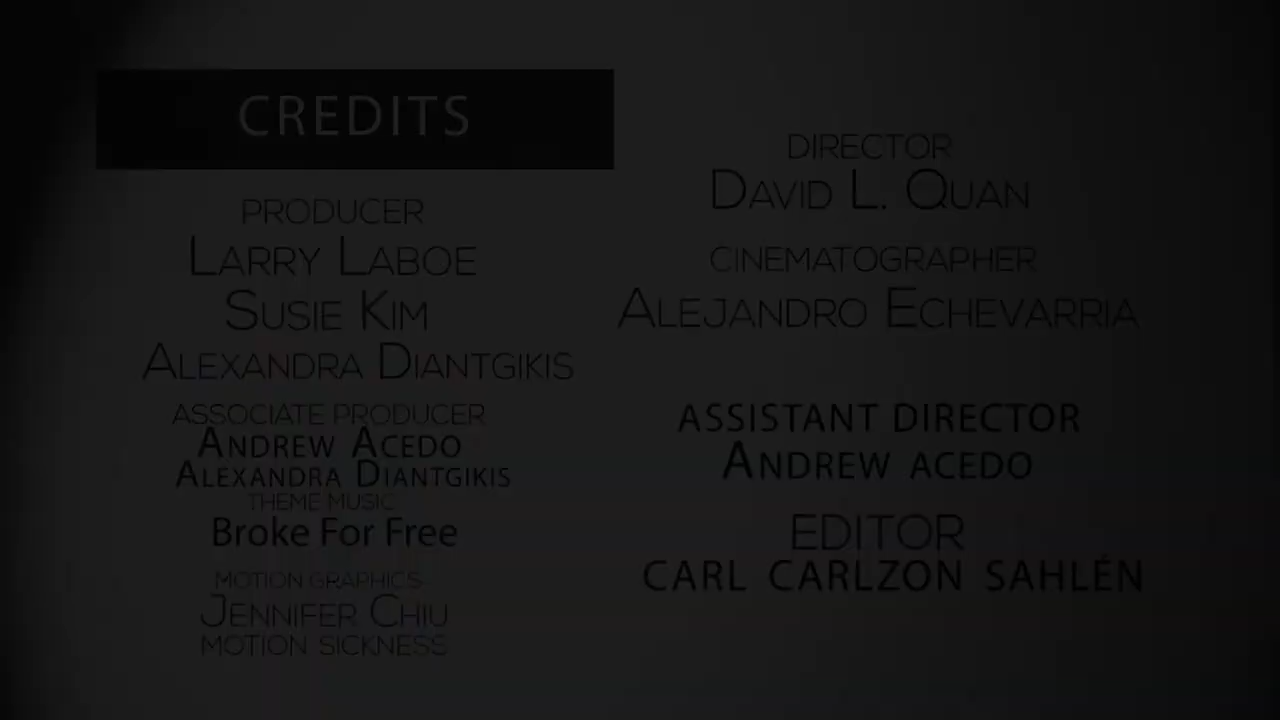 CREDITS
PRODUCER
LARRY LABOE
SUSIE KIM
ALEXANDRA DIANTGIKIS
ASSOCIATE PRODUCER
ANDREW ACEDO
ALEXANDRA DIANTGIKIS
THEME MUSIC
Broke For Free
MOTION GRAPHICS
JENNIFER CHIU
MOTION SICKNESS
DIRECTOR
DAVID L. QUAN
CINEMATOGRAPHER
ALEJANDRO ECHEVARRIA
ASSISTANT DIRECTOR
ANDREW ACEDO
EDITOR
CARL CARLZON SAHLÉN